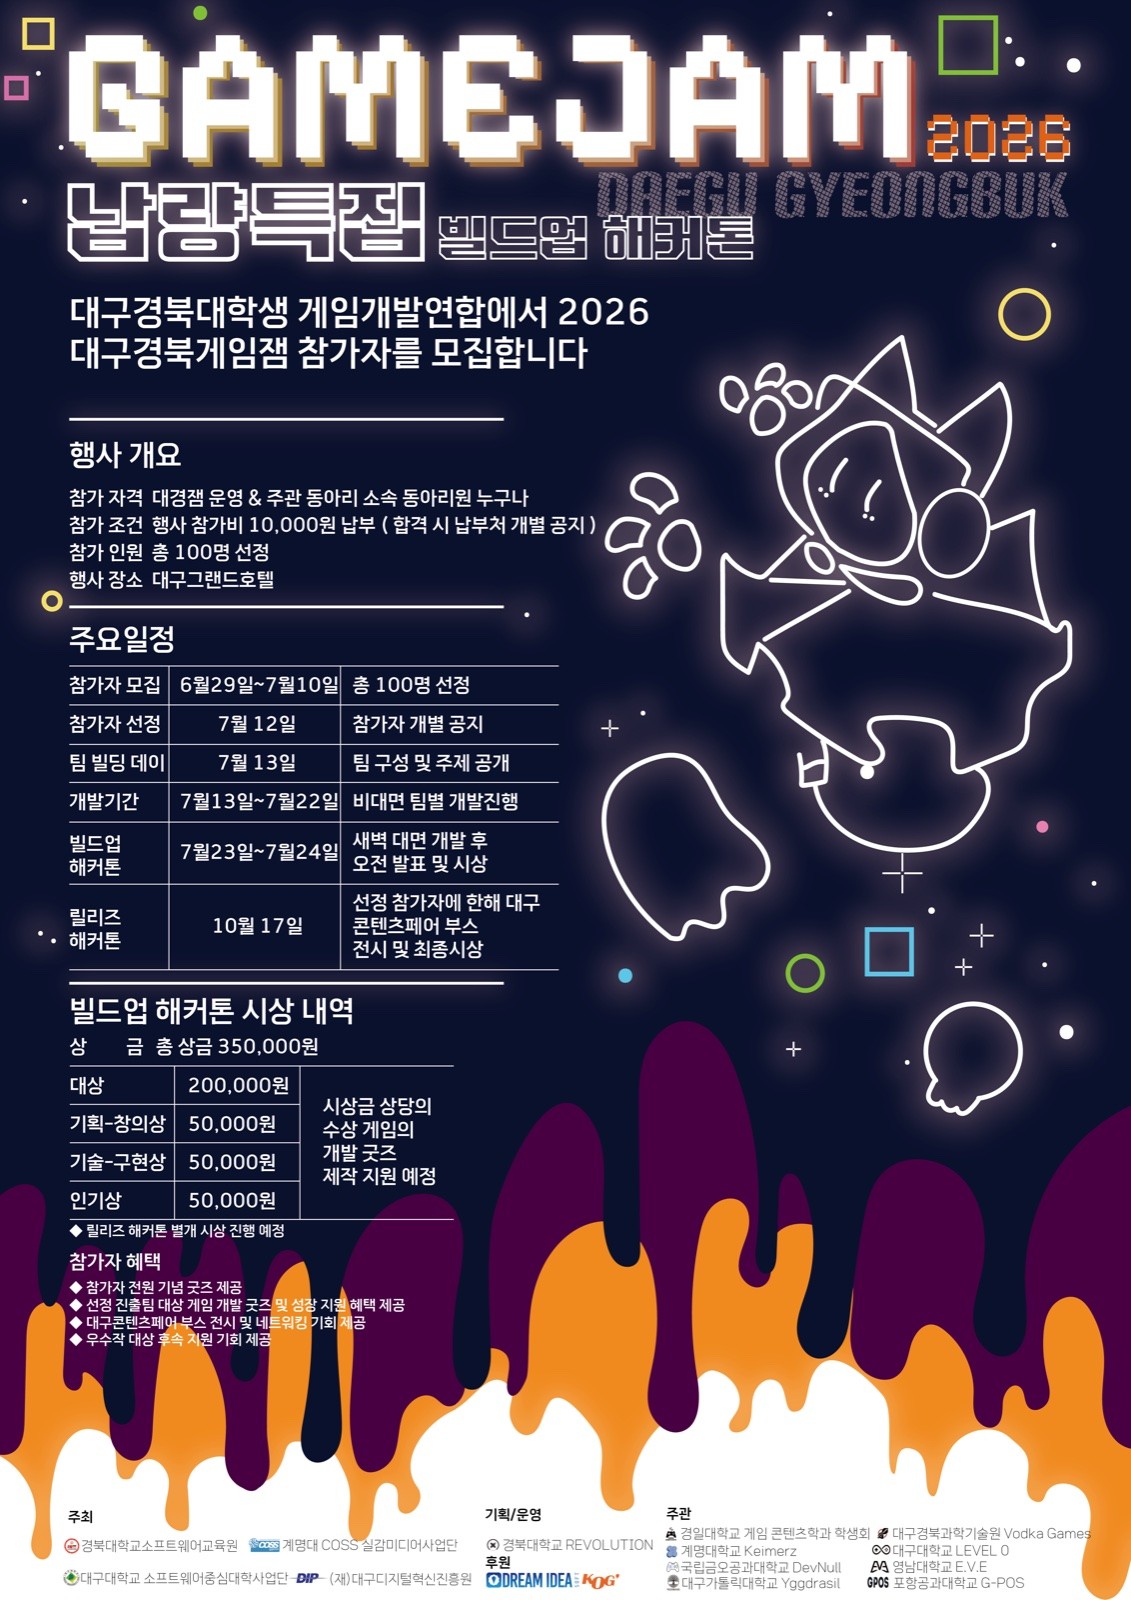 GAMEJAM
2026
DAEGU GYEONGBUK
납량특집 빌드업 해커톤
대구경북대학생 게임개발연합에서 2026
대구경북게임잼 참가자를 모집합니다
행사 개요
참가 자격 대경잼 운영 & 주관 동아리 소속 동아리원 누구나
참가 조건 행사 참가비 10,000원 납부 ( 합격 시 납부처 개별 공지 )
참가 인원 총 100명 선정
행사 장소 대구그랜드호텔
주요일정
참가자 모집 6월29일~7월10일 총 100명 선정
참가자 선정 7월 12일 참가자 개별 공지
팀 빌딩 데이 7월 13일 팀 구성 및 주제 공개
개발기간 7월13일~7월22일 비대면 팀별 개발진행
빌드업
해커톤
7월23일~7월24일
새벽 대면 개발 후
오전 발표 및 시상
릴리즈
해커톤
10월 17일
선정 참가자에 한해 대구
콘텐츠페어 부스
전시 및 최종시상
빌드업 해커톤 시상 내역
상 금 총 상금 350,000원
대상 200,000원
기획-창의상 50,000원
기술-구현상 50,000원
인기상 50,000원
시상금 상당의
수상 게임의
개발 굿즈
제작 지원 예정
◆ 릴리즈 해커톤 별개 시상 진행 예정
참가자 혜택
◆ 참가자 전원 기념 굿즈 제공
◆ 선정 진출팀 대상 게임 개발 굿즈 및 성장 지원 혜택 제공
◆ 대구콘텐츠페어 부스 전시 및 네트워킹 기회 제공
◆ 우수작 대상 후속 지원 기회 제공
주최
경북대학교소프트웨어교육원
COSS 계명대 COSS 실감미디어사업단
대구대학교 소프트웨어중심대학사업단
DIP (재)대구디지털혁신진흥원
기획/운영
경북대학교 REVOLUTION
후원
DREAM IDEA KOG
주관
경일대학교 게임 콘텐츠학과 학생회
대구경북과학기술원 Vodka Games
계명대학교 Keimerz
대구대학교 LEVEL 0
국립금오공과대학교 DevNull
영남대학교 E.V.E
대구가톨릭대학교 Yggdrasil
GPOS 포항공과대학교 G-POS